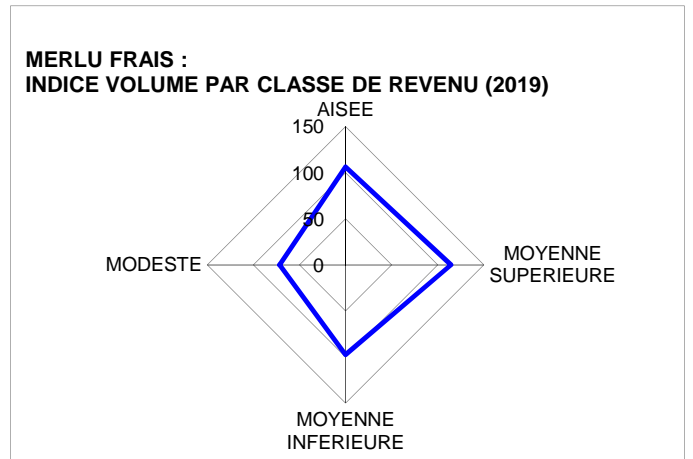 MERLU FRAIS :
INDICE VOLUME PAR CLASSE DE REVENU (2019)
AISEE
150
100
50
0
MODESTE
MOYENNE
SUPERIEURE
MOYENNE
INFERIEURE